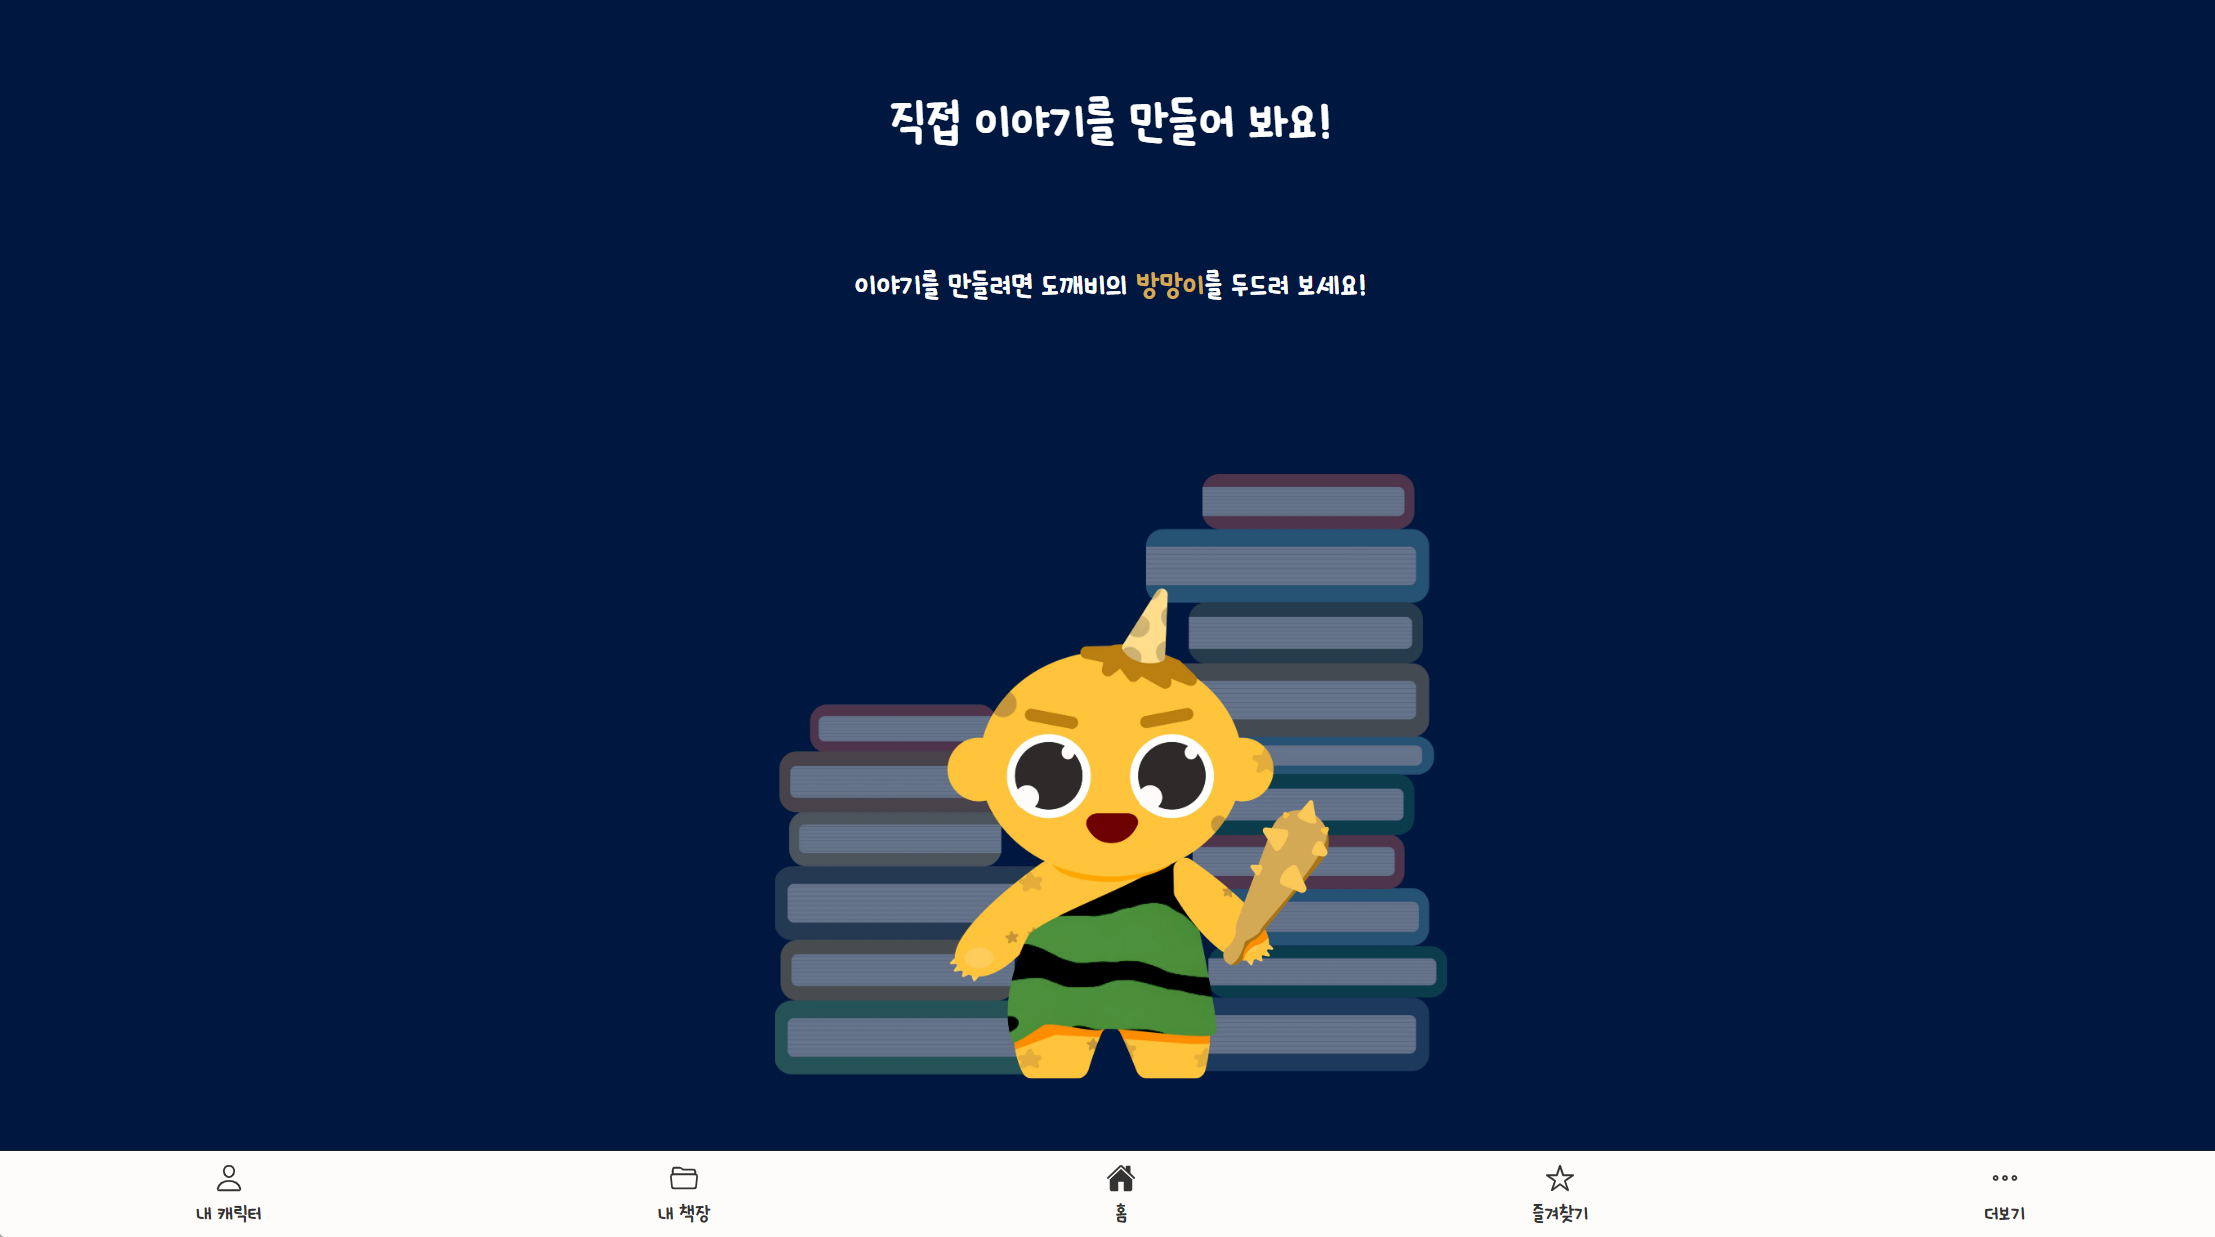 직접 이야기를 만들어 봐요!
이야기를 만들려면 도깨비의 방망이를 두드려 보세요!
내 캐릭터
내 책장
홈
즐겨찾기
더보기